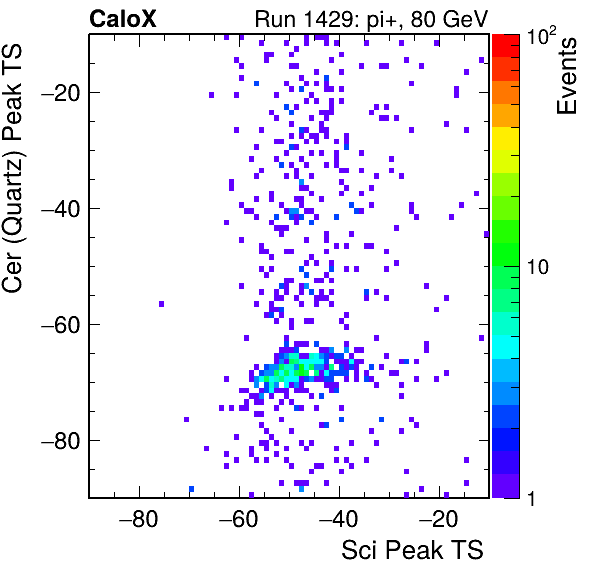 CaloX Run 1429: pi+, 80 GeV
Cer (Quartz) Peak TS
−20
−40
−60
−80
−80 −60 −40 −20
Sci Peak TS
10²
10
1
Events